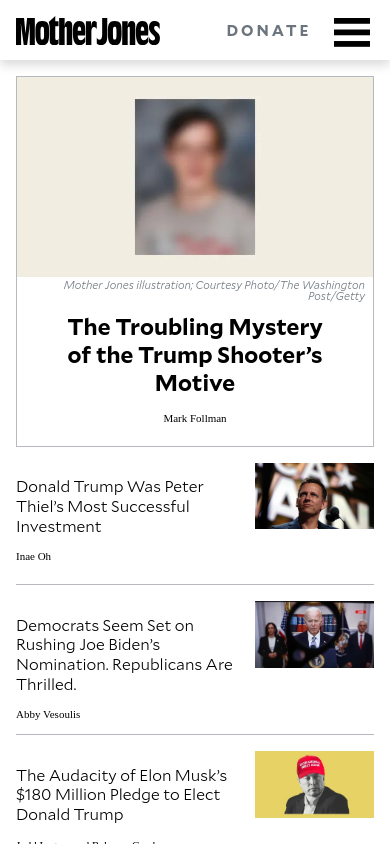 Mother Jones
DONATE
Mother Jones illustration; Courtesy Photo/The Washington
Post/Getty
The Troubling Mystery
of the Trump Shooter’s
Motive
Mark Follman
Donald Trump Was Peter
Thiel’s Most Successful
Investment
Inae Oh
Democrats Seem Set on
Rushing Joe Biden’s
Nomination. Republicans Are
Thrilled.
Abby Vesoulis
The Audacity of Elon Musk’s
$180 Million Pledge to Elect
Donald Trump